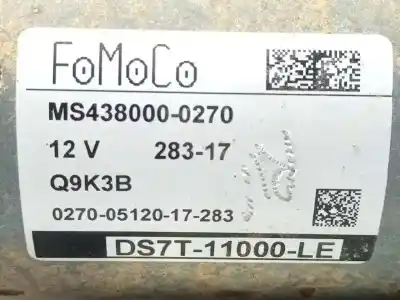 FoMoCo
MS438000-0270
12 V 283-17
Q9K3B
0270-05120-17-283
DS7T-11000-LE